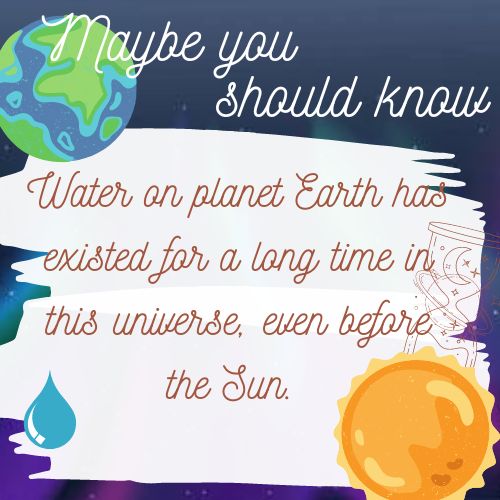 Maybe you
should know
Water on planet Earth has
existed for a long time in
this universe, even before
the Sun.